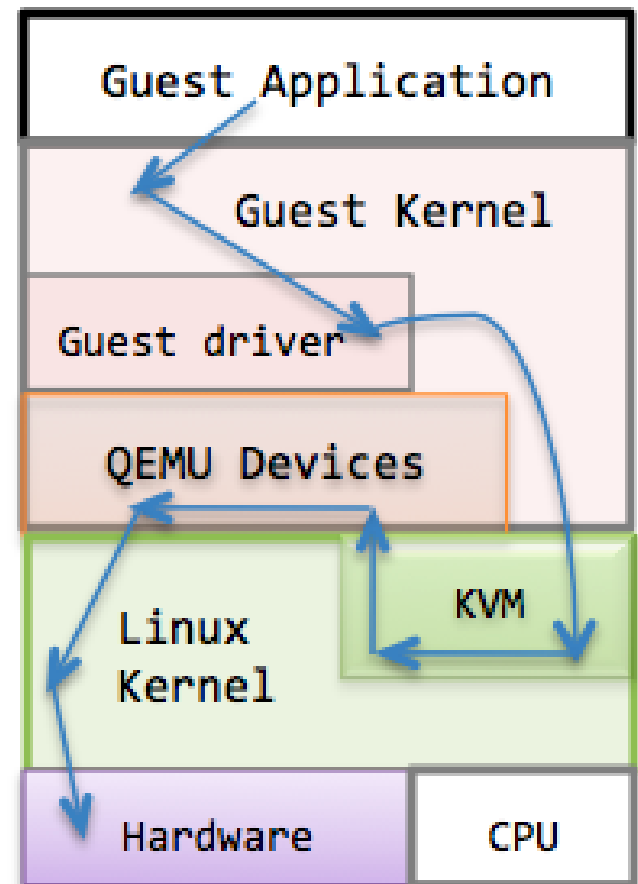 Guest Application
Guest Kernel
Guest driver
QEMU Devices
KVM
Linux
Kernel
Hardware
CPU